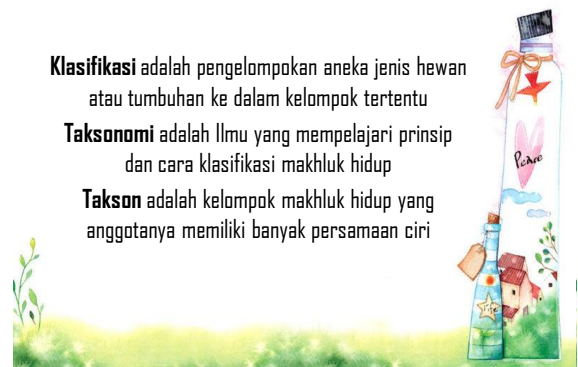 Klasifikasi adalah pengelompokan aneka jenis hewan
atau tumbuhan ke dalam kelompok tertentu
Taksonomi adalah Ilmu yang mempelajari prinsip
dan cara klasifikasi makhluk hidup
Takson adalah kelompok makhluk hidup yang
anggotanya memiliki banyak persamaan ciri
Peace